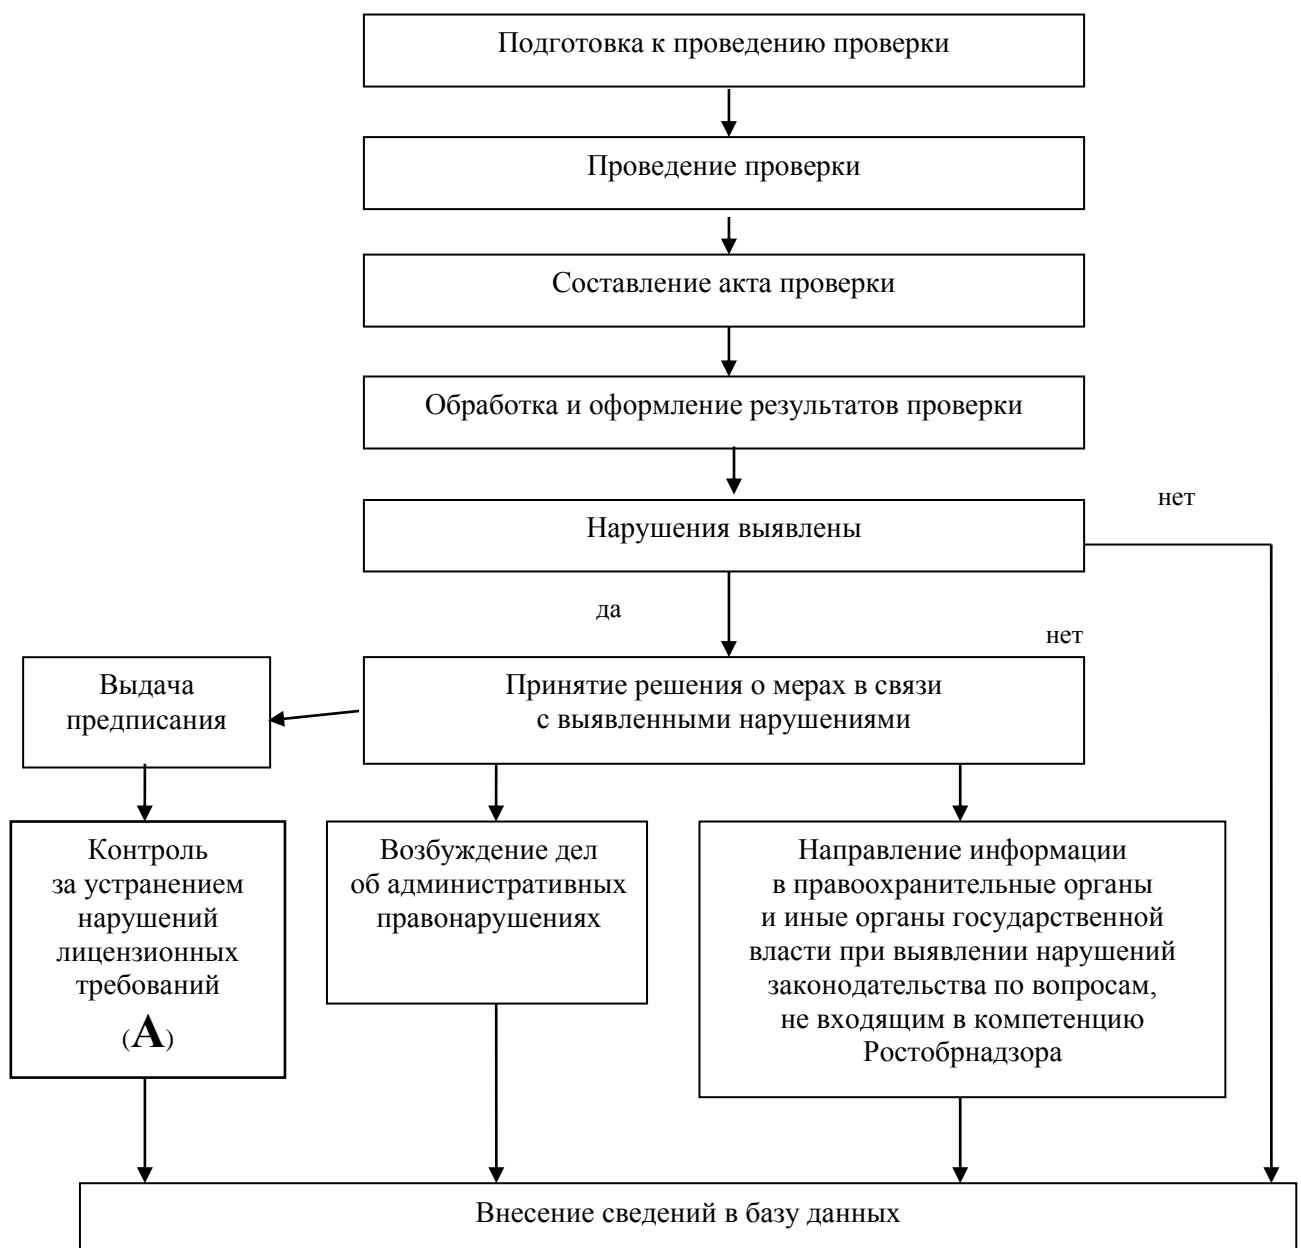 Подготовка к проведению проверки
Проведение проверки
Составление акта проверки
Обработка и оформление результатов проверки
нет
Нарушения выявлены
да
нет
Выдача
предписания
Принятие решения о мерах в связи
с выявленными нарушениями
Контроль
за устранением
нарушений
лицензионных
требований
(А)
Возбуждение дел
об административных
правонарушениях
Направление информации
в правоохранительные органы
и иные органы государственной
власти при выявлении нарушений
законодательства по вопросам,
не входящим в компетенцию
Ростобрнадзора
Внесение сведений в базу данных